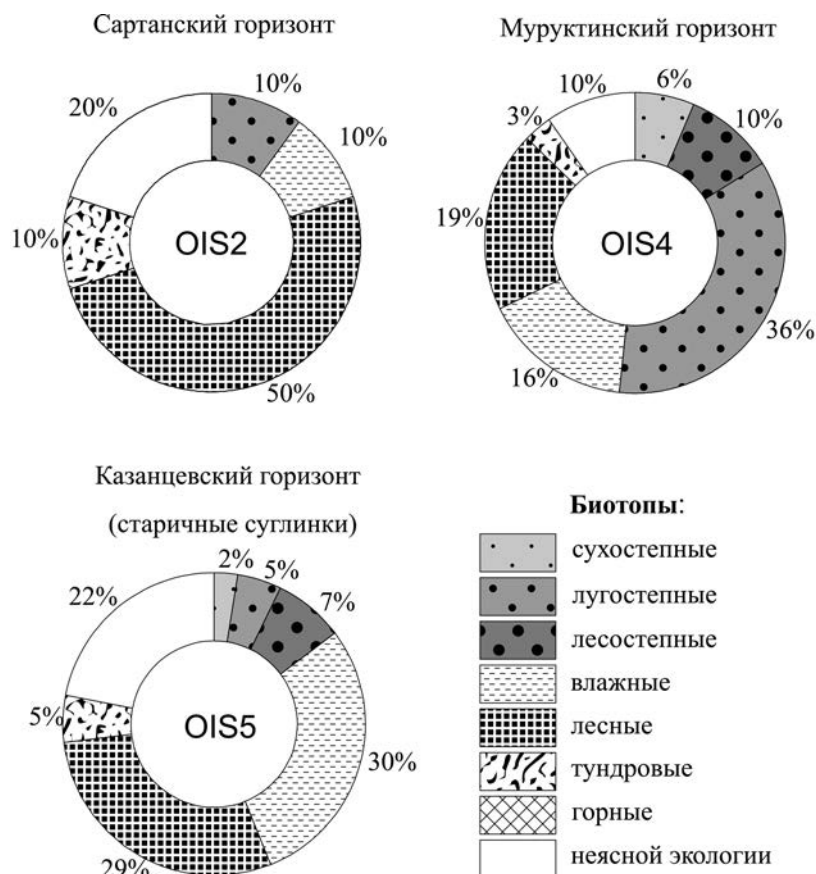 Сартанский горизонт
10%
10%
50%
10%
20%
OIS2
Муруктинский горизонт
6%
10%
36%
16%
19%
3%
10%
OIS4
Казанцевский горизонт
(старичные суглинки)
2%
5%
7%
30%
29%
5%
22%
OIS5
Биотопы:
сухостепные
лугостепные
лесостепные
влажные
лесные
тундровые
горные
неясной экологии